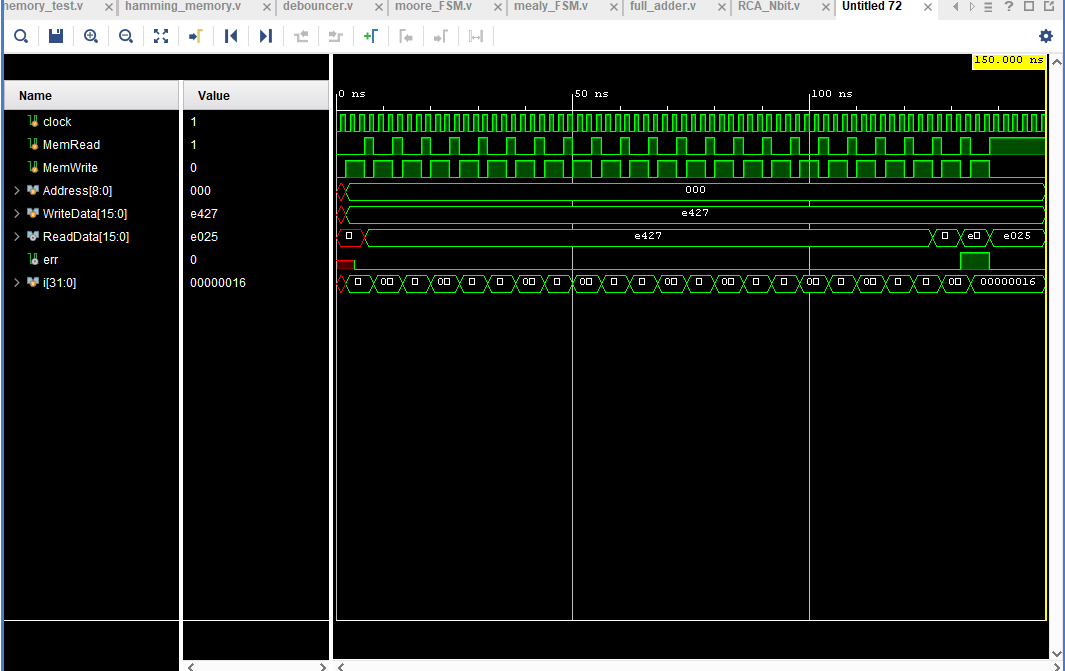 nemory_test.v hamming_memory.v debouncer.v moore_FSM.v mealy_FSM.v full_adder.v RCA_Nbit.v Untitled 72
150.000 ns
Name Value
0 ns 50 ns 100 ns
clock 1
MemRead 1
MemWrite 0
Address[8:0] 000 000
WriteData[15:0] e427 e427
ReadData[15:0] e025 e427 e025
err 0
i[31:0] 00000016 00 00 00 00 00 00 00 00 00 00 00 00000016